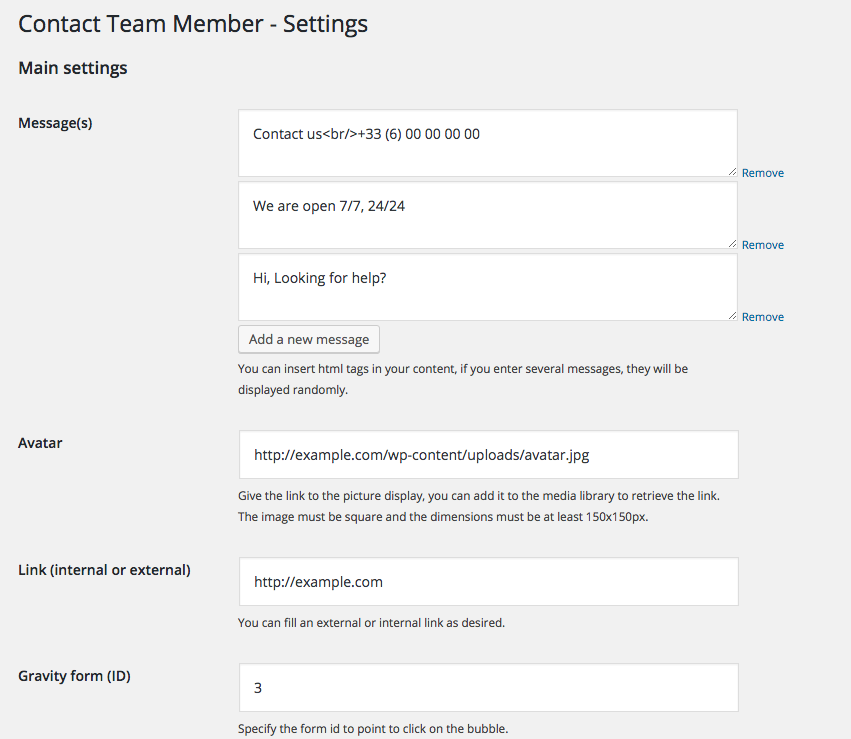 Contact Team Member - Settings
Main settings
Message(s)
Contact us<br/>+33 (6) 00 00 00 00
Remove
We are open 7/7, 24/24
Remove
Hi, Looking for help?
Remove
Add a new message
You can insert html tags in your content, if you enter several messages, they will be
displayed randomly.
Avatar
http://example.com/wp-content/uploads/avatar.jpg
Give the link to the picture display, you can add it to the media library to retrieve the link.
The image must be square and the dimensions must be at least 150x150px.
Link (internal or external)
http://example.com
You can fill an external or internal link as desired.
Gravity form (ID)
3
Specify the form id to point to click on the bubble.